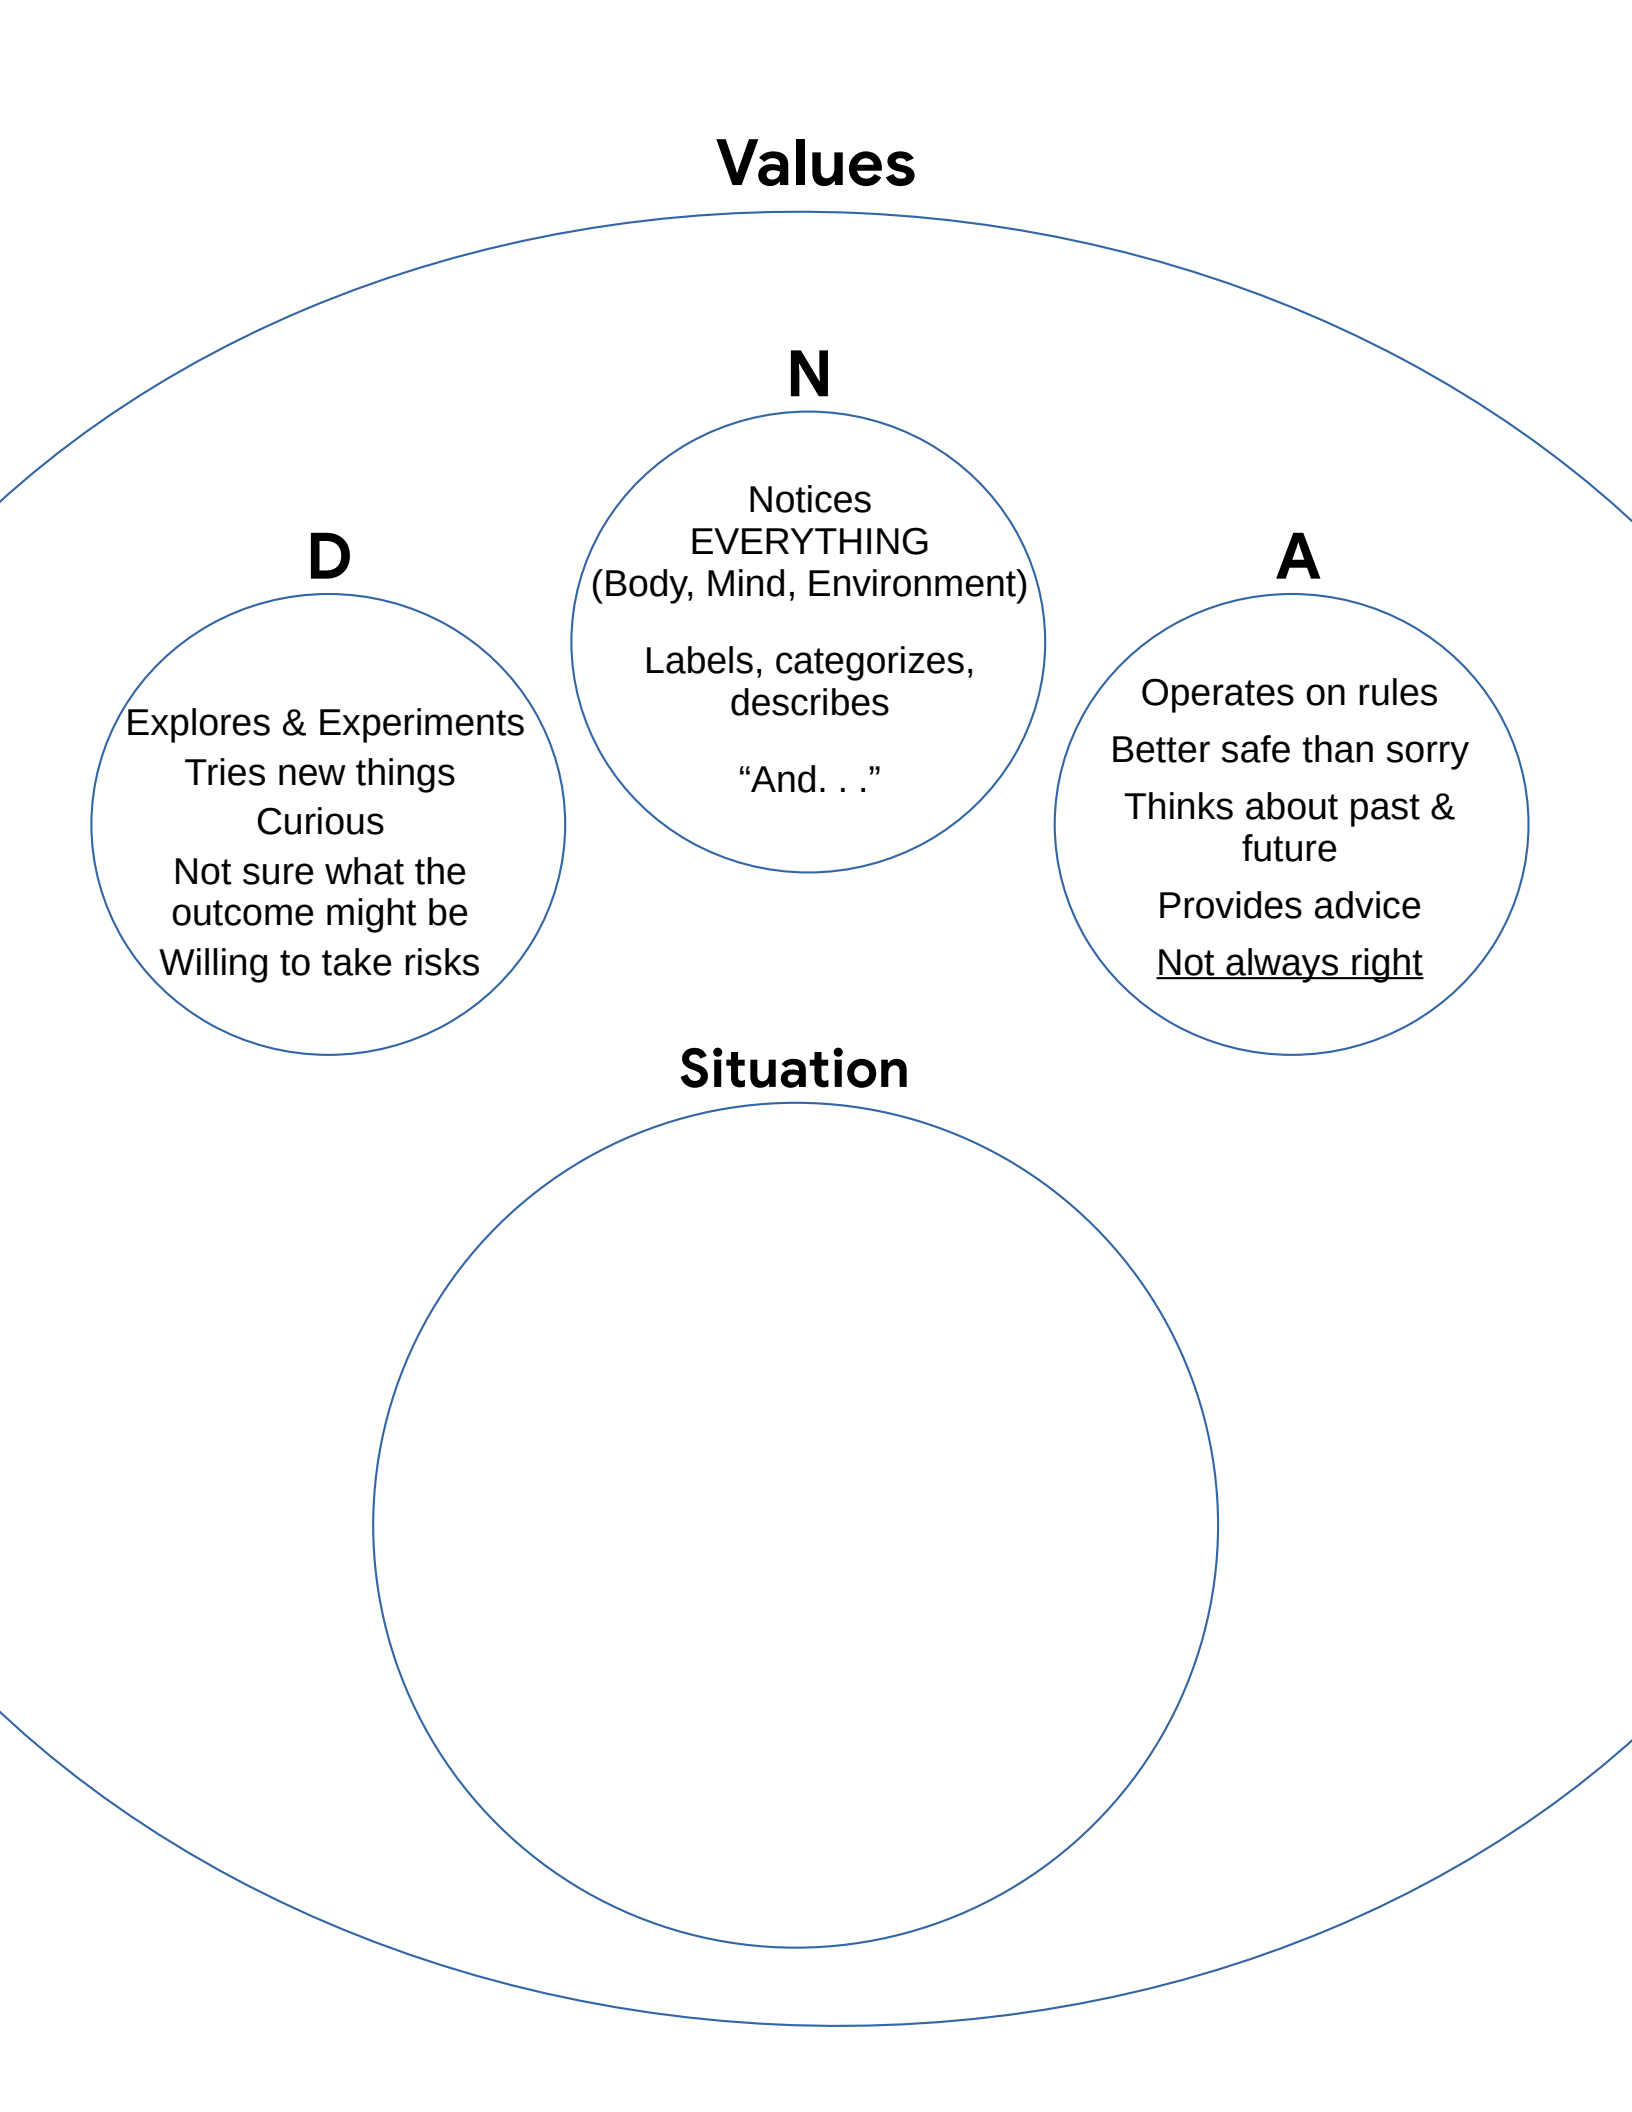 Values
N
Notices
EVERYTHING
(Body, Mind, Environment)
Labels, categorizes,
describes
“And. . .”
D
Explores & Experiments
Tries new things
Curious
Not sure what the
outcome might be
Willing to take risks
A
Operates on rules
Better safe than sorry
Thinks about past &
future
Provides advice
Not always right
Situation